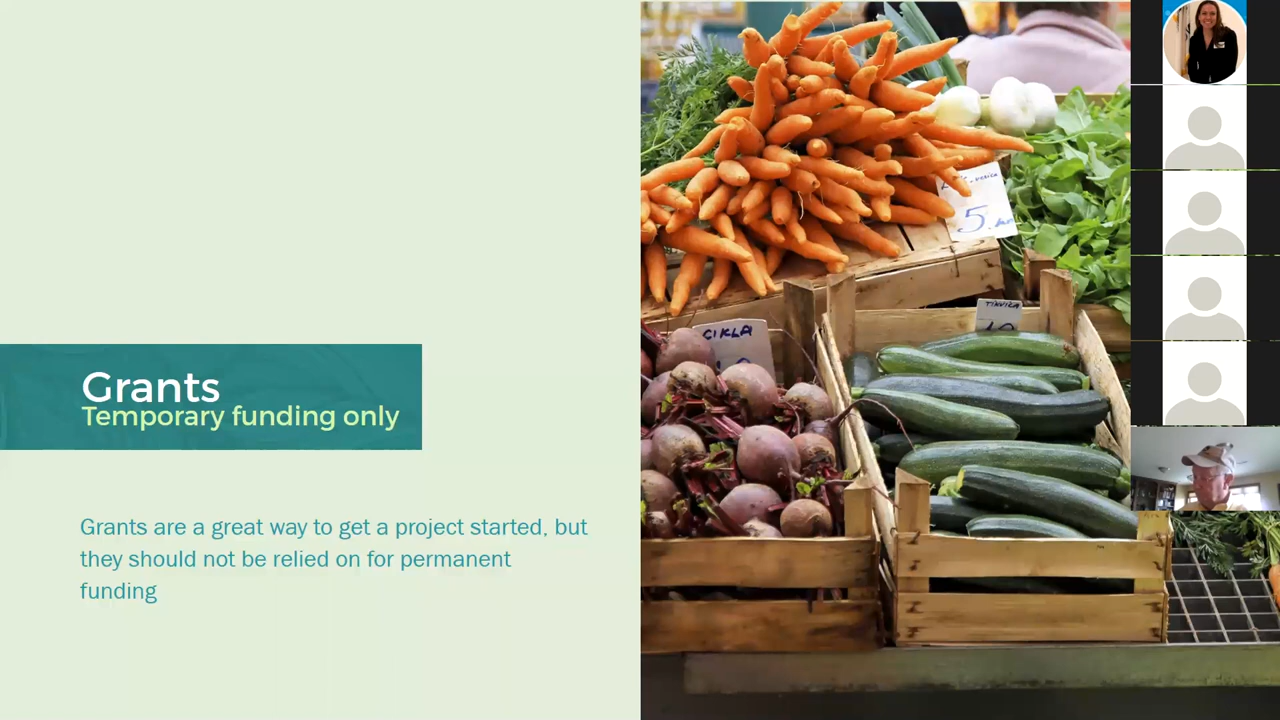 Grants
Temporary funding only
Grants are a great way to get a project started, but
they should not be relied on for permanent
funding
5
CIKLA
TIKVICA